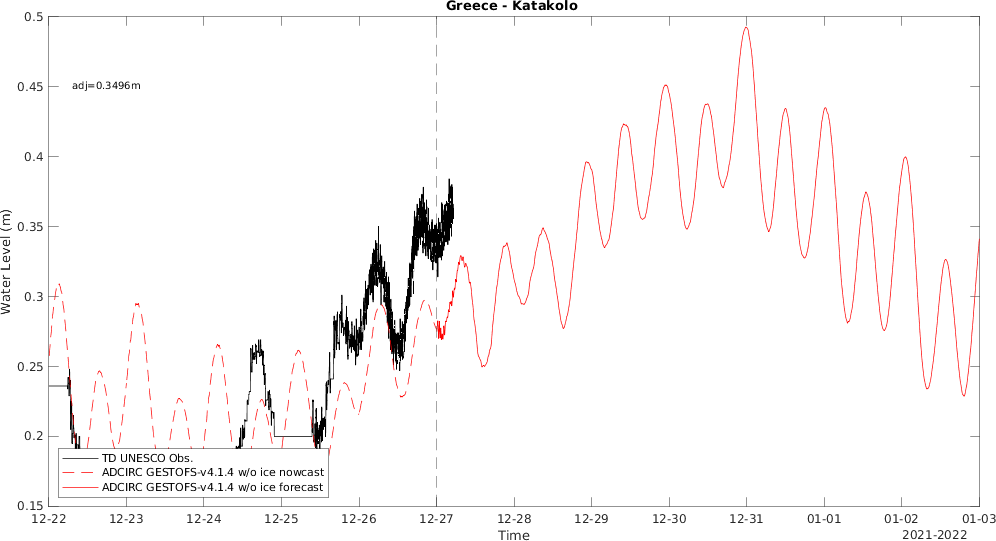 Greece - Katakolo
adj=0.3496m
Water Level (m)
0.5
0.45
0.4
0.35
0.3
0.25
0.2
0.15
TD UNESCO Obs.
ADCIRC GESTOFS-v4.1.4 w/o ice nowcast
ADCIRC GESTOFS-v4.1.4 w/o ice forecast
12-22 12-23 12-24 12-25 12-26 12-27 12-28 12-29 12-30 12-31 01-01 01-02 01-03
Time
2021-2022